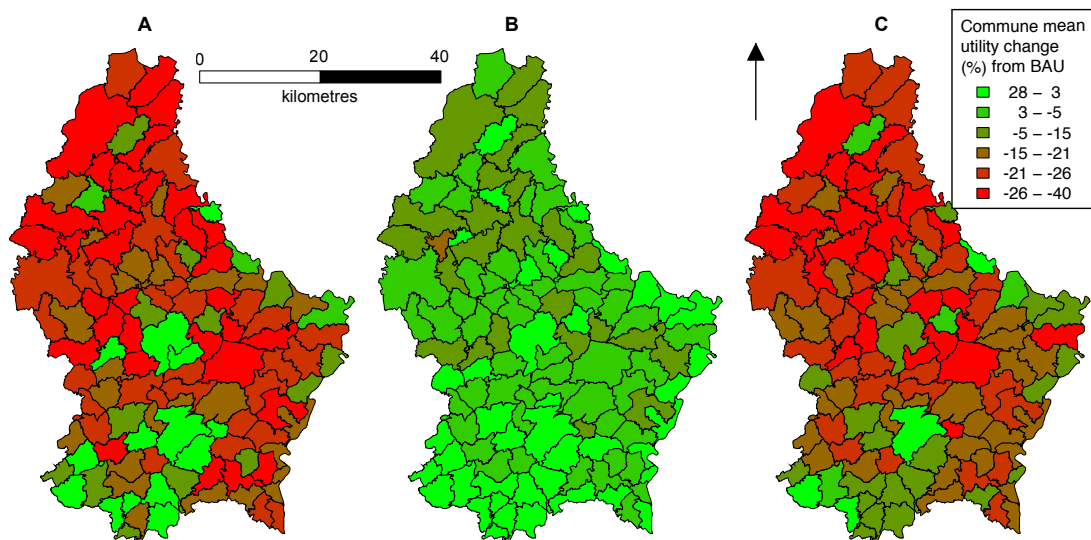 A
B
C
0
20
40
kilometres
Commune mean
utility change
(%) from BAU
28 – 3
3 – -5
-5 – -15
-15 – -21
-21 – -26
-26 – -40